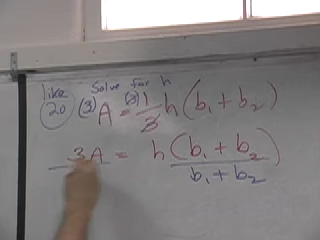 like 20
Solve for h
(3) A = (3) 1/3 h (b₁ + b₂)
3A = h (b₁ + b₂)
b₁ + b₂